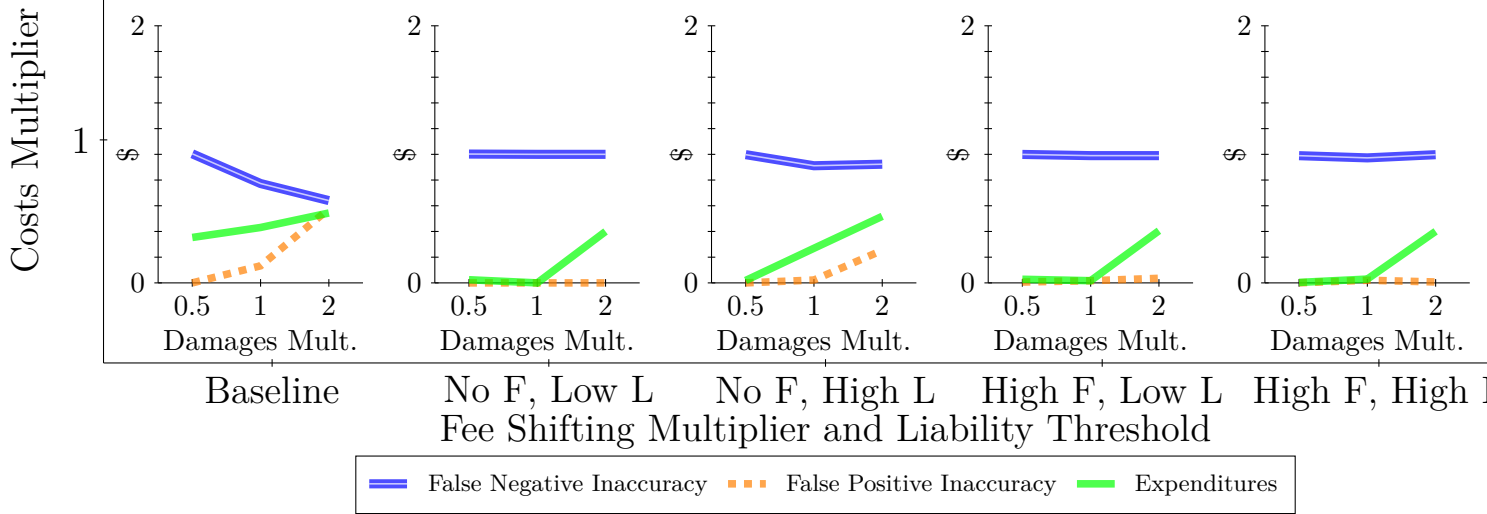 Costs Multiplier
1
2
$
0
0.5 1 2
Damages Mult.
2
$
0
0.5 1 2
Damages Mult.
2
$
0
0.5 1 2
Damages Mult.
2
$
0
0.5 1 2
Damages Mult.
2
$
0
0.5 1 2
Damages Mult.
Baseline
No F, Low L
No F, High L
High F, Low L
High F, High
Fee Shifting Multiplier and Liability Threshold
False Negative Inaccuracy
False Positive Inaccuracy
Expenditures